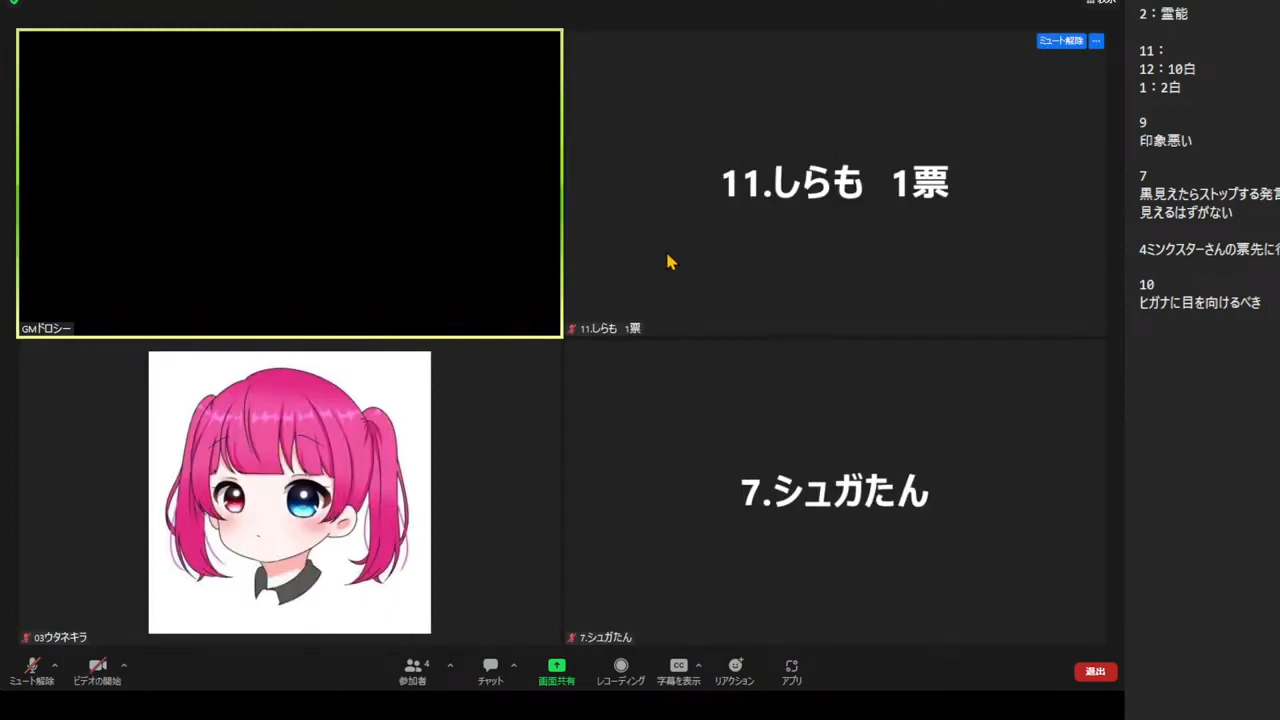 2：霊能
11：
12：10白
1：2白
9
印象悪い
7
黒見えたらストップする発言
見えるはずがない
4ミンクスターさんの票先に
10
ヒガナに目を向けるべき
ミュート解除
...
11.しらも 1票
GMドロシー
11.しらも 1票
7.シュガたん
03ウタネキラ
7.シュガたん
4
ミュート解除
ビデオの開始
参加者
チャット
画面共有
レコーディング
CC
字幕を表示
リアクション
アプリ
退出